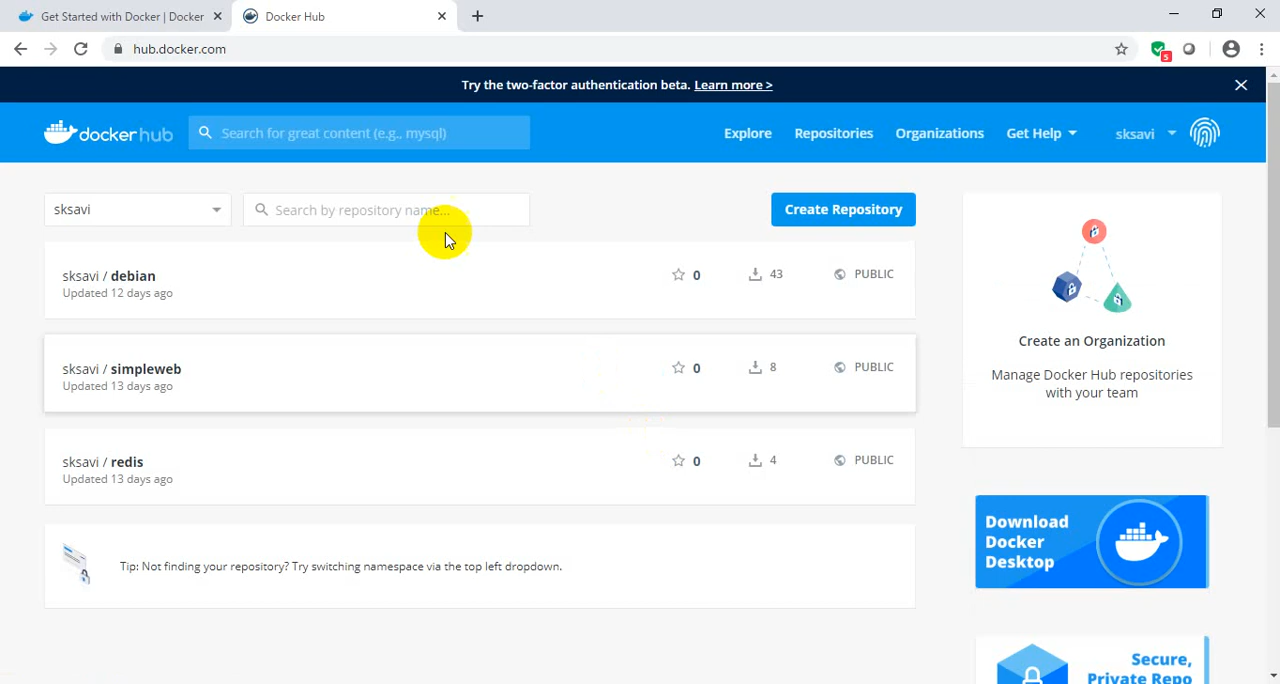 Get Started with Docker | Docker
Docker Hub
hub.docker.com
5
Try the two-factor authentication beta. Learn more >
docker hub
Search for great content (e.g., mysql)
Explore
Repositories
Organizations
Get Help
sksavi
sksavi
Search by repository name...
Create Repository
sksavi / debian
Updated 12 days ago
0
43
PUBLIC
sksavi / simpleweb
Updated 13 days ago
0
8
PUBLIC
sksavi / redis
Updated 13 days ago
0
4
PUBLIC
Tip: Not finding your repository? Try switching namespace via the top left dropdown.
Create an Organization
Manage Docker Hub repositories
with your team
Download
Docker
Desktop
Secure,
Private Repo